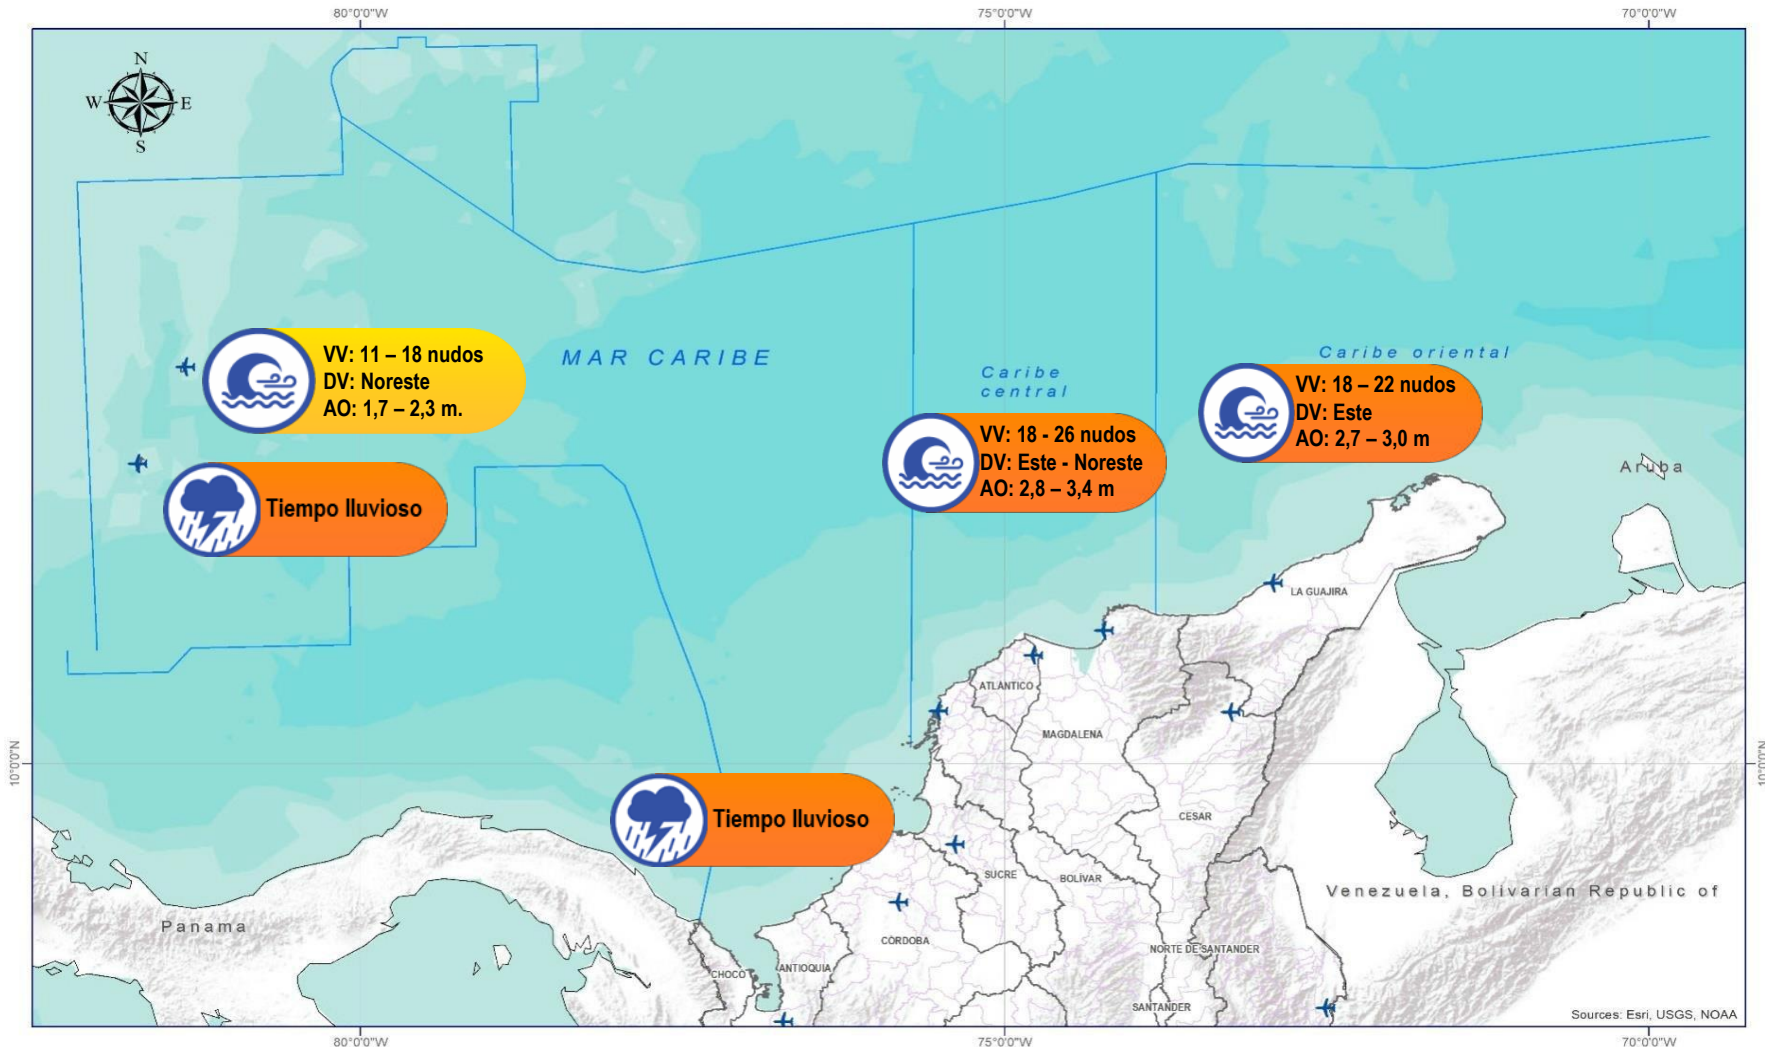 80°0'0"W
75°0'0"W
70°0'0"W
N
W
E
S
VV: 11 – 18 nudos
DV: Noreste
AO: 1,7 – 2,3 m.
MAR CARIBE
Caribe
central
Caribe oriental
VV: 18 – 22 nudos
DV: Este
AO: 2,7 – 3,0 m
VV: 18 - 26 nudos
DV: Este - Noreste
AO: 2,8 – 3,4 m
Aruba
Tiempo lluvioso
LA GUAJIRA
ATLANTICO
MAGDALENA
10°0'0"N
10°0'0"N
Tiempo lluvioso
CESAR
SUCRE
BOLÍVAR
Venezuela, Bolivarian Republic of
Panama
CÓRDOBA
NORTE DE SANTANDER
CHOCO
ANTIOQUIA
SANTANDER
Sources: Esri, USGS, NOAA
80°0'0"W
75°0'0"W
70°0'0"W